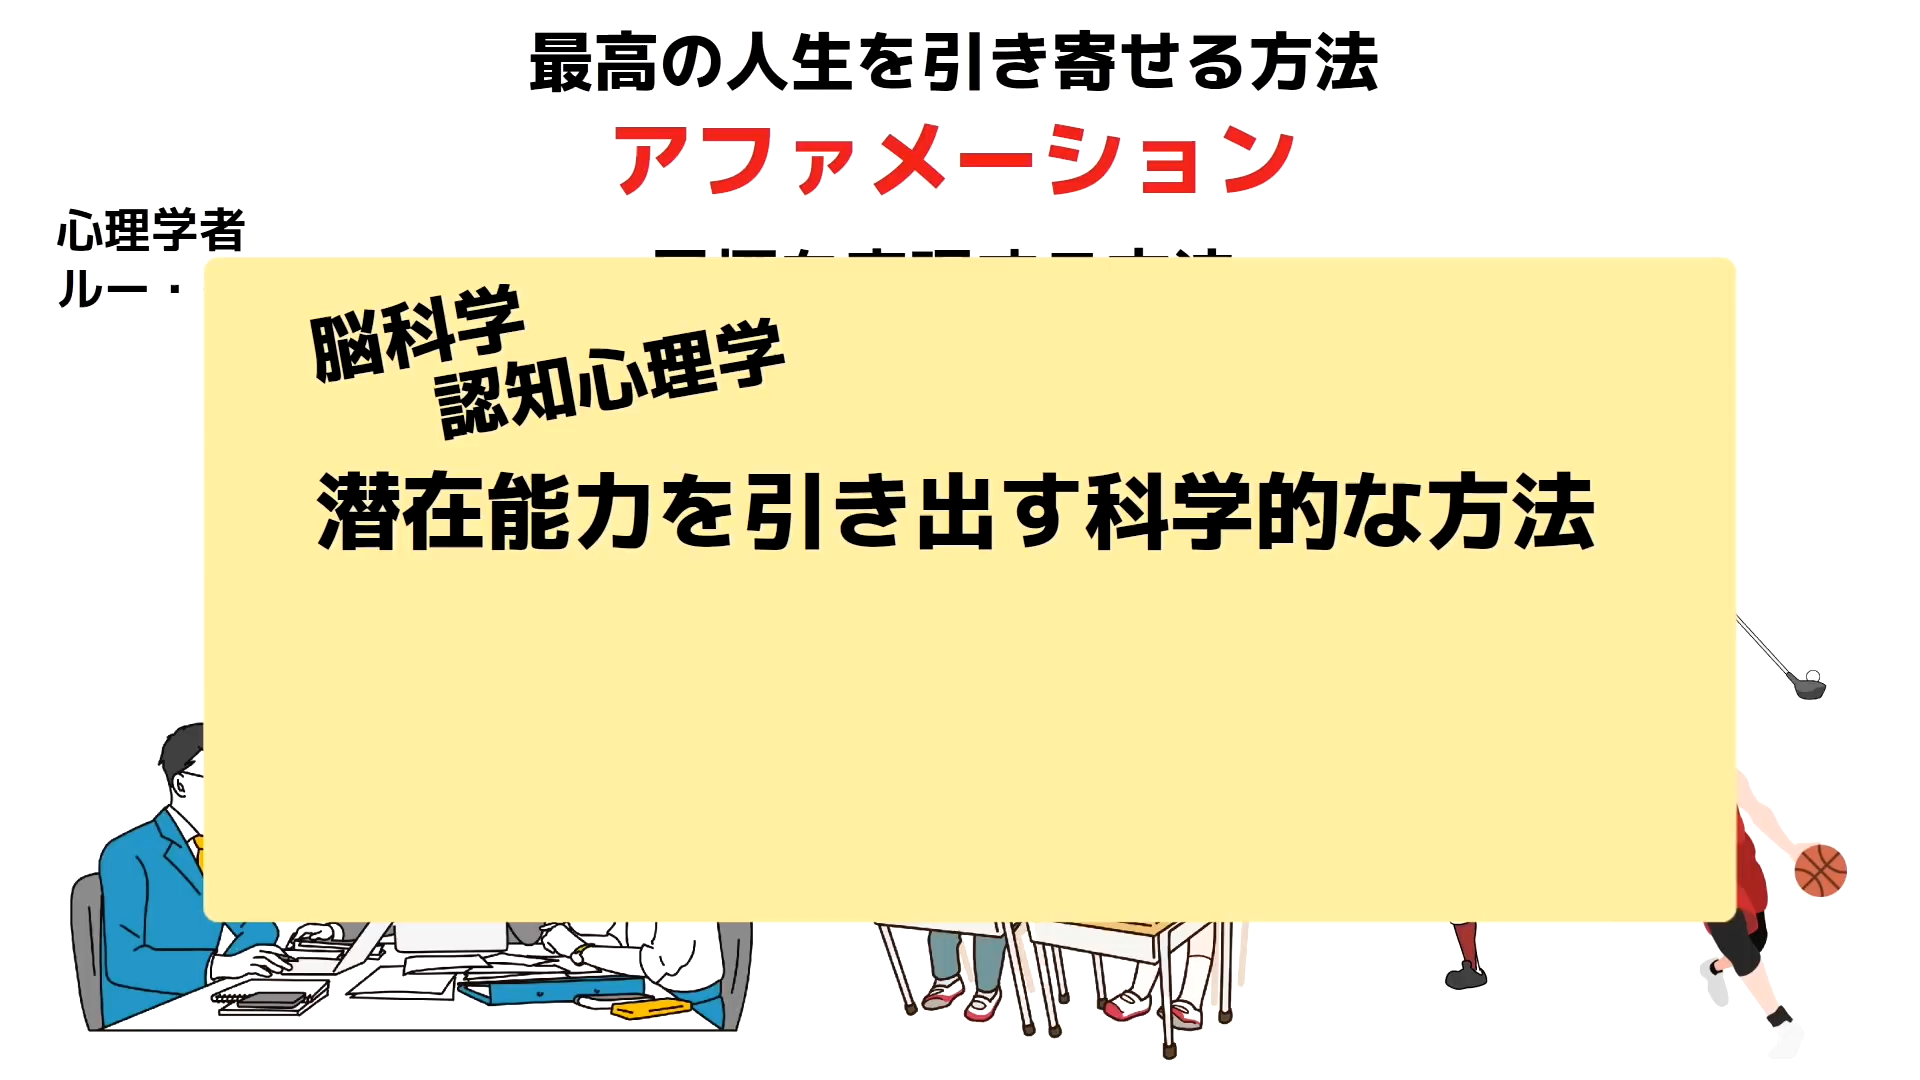 最高の人生を引き寄せる方法
アファメーション
心理学者
ルー・
脳科学
認知心理学
潜在能力を引き出す科学的な方法